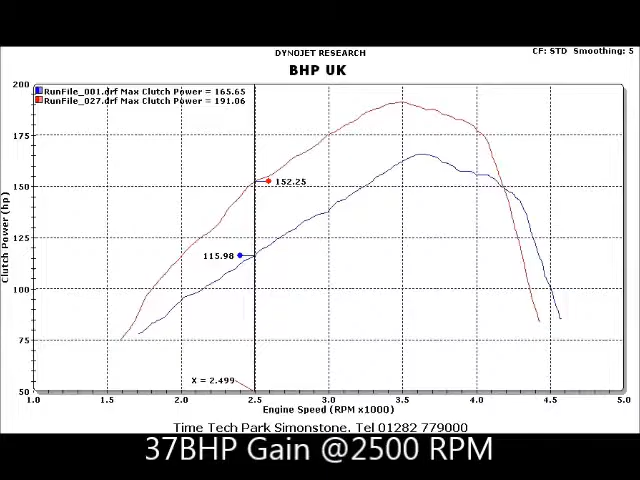 DYNOJET RESEARCH
CF: STD Smoothing: 5
BHP UK
RunFile_001.drf Max Clutch Power = 165.65
RunFile_027.drf Max Clutch Power = 191.06
200
175
150
125
100
75
50
Clutch Power (hp)
152.25
115.98
X = 2.499
1.0 1.5 2.0 2.5 3.0 3.5 4.0 4.5 5.0
Engine Speed (RPM x1000)
Time Tech Park Simonstone. Tel 01282 779000
37BHP Gain @2500 RPM